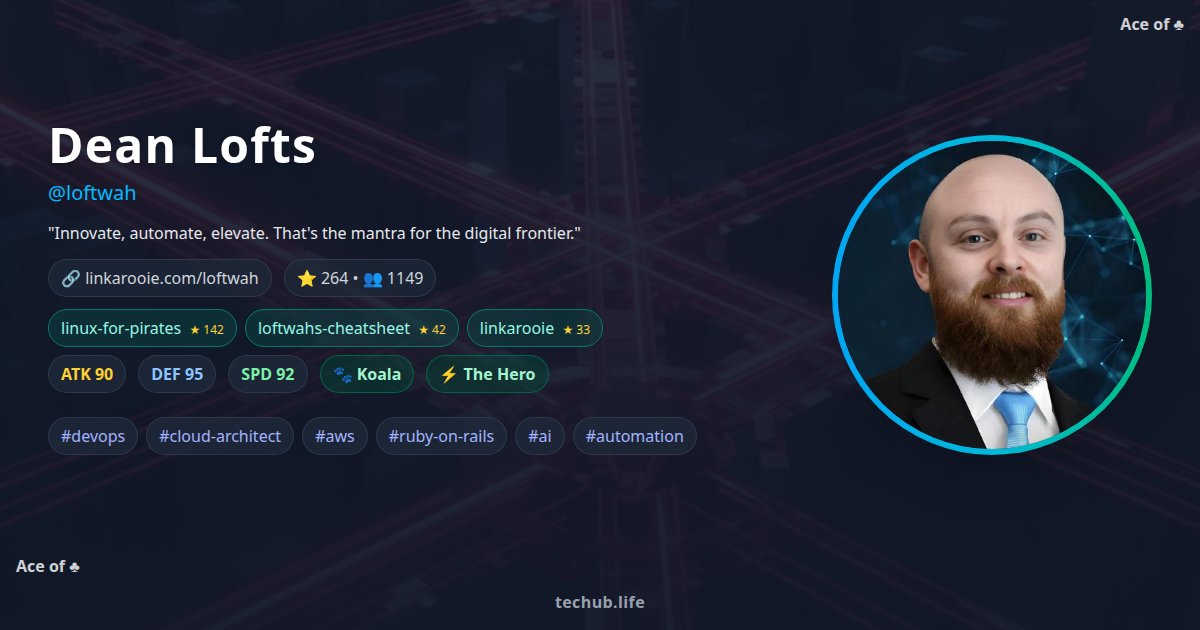 Ace of ♣
Dean Lofts
@loftwah
"Innovate, automate, elevate. That's the mantra for the digital frontier."
🔗 linkarooie.com/loftwah ⭐ 264 • 👥 1149
linux-for-pirates ★ 142 loftwahs-cheatsheet ★ 42 linkarooie ★ 33
ATK 90 DEF 95 SPD 92 🐾 Koala ⚡ The Hero
#devops #cloud-architect #aws #ruby-on-rails #ai #automation
Ace of ♣
techub.life